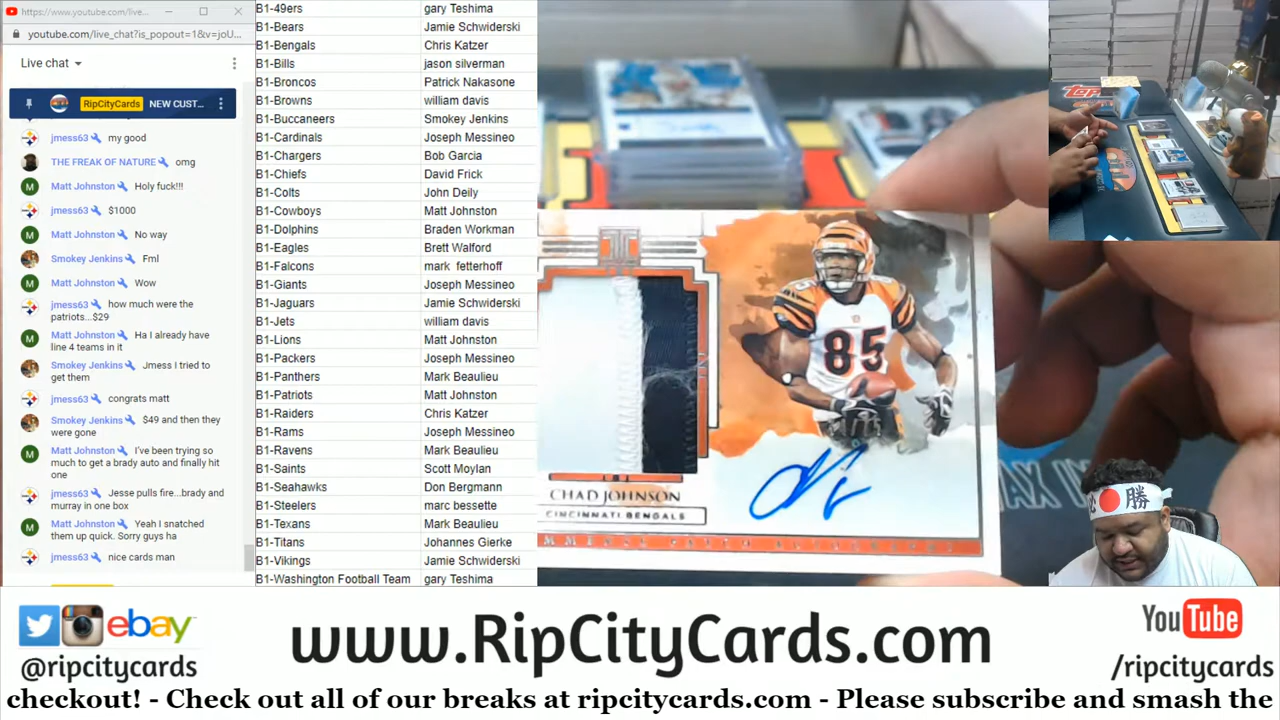 https://www.youtube.com/live...
youtube.com/live_chat?is_popout=1&v=joU...
Live chat
RipCityCards NEW CUST...
jmess63 my good
THE FREAK OF NATURE omg
Matt Johnston Holy fuck!!!
jmess63 $1000
Matt Johnston No way
Smokey Jenkins Fml
Matt Johnston Wow
jmess63 how much were the
patriots...$29
Matt Johnston Ha I already have
line 4 teams in it
Smokey Jenkins Jmess I tried to
get them
jmess63 congrats matt
Smokey Jenkins $49 and then they
were gone
Matt Johnston I've been trying so
much to get a brady auto and finally hit
one
jmess63 Jesse pulls fire...brady and
murray in one box
Matt Johnston Yeah I snatched
them up quick. Sorry guys ha
jmess63 nice cards man
B1-49ers gary Teshima
B1-Bears Jamie Schwiderski
B1-Bengals Chris Katzer
B1-Bills jason silverman
B1-Broncos Patrick Nakasone
B1-Browns william davis
B1-Buccaneers Smokey Jenkins
B1-Cardinals Joseph Messineo
B1-Chargers Bob Garcia
B1-Chiefs David Frick
B1-Colts John Deily
B1-Cowboys Matt Johnston
B1-Dolphins Braden Workman
B1-Eagles Brett Walford
B1-Falcons mark fetterhoff
B1-Giants Joseph Messineo
B1-Jaguars Jamie Schwiderski
B1-Jets william davis
B1-Lions Matt Johnston
B1-Packers Joseph Messineo
B1-Panthers Mark Beaulieu
B1-Patriots Matt Johnston
B1-Raiders Chris Katzer
B1-Rams Joseph Messineo
B1-Ravens Mark Beaulieu
B1-Saints Scott Moylan
B1-Seahawks Don Bergmann
B1-Steelers marc bessette
B1-Texans Mark Beaulieu
B1-Titans Johannes Gierke
B1-Vikings Jamie Schwiderski
B1-Washington Football Team gary Teshima
85
CHAD JOHNSON
CINCINNATI BENGALS
Topps
勝
ebay
@ripcitycards
www.RipCityCards.com
YouTube
/ripcitycards
checkout! - Check out all of our breaks at ripcitycards.com - Please subscribe and smash the